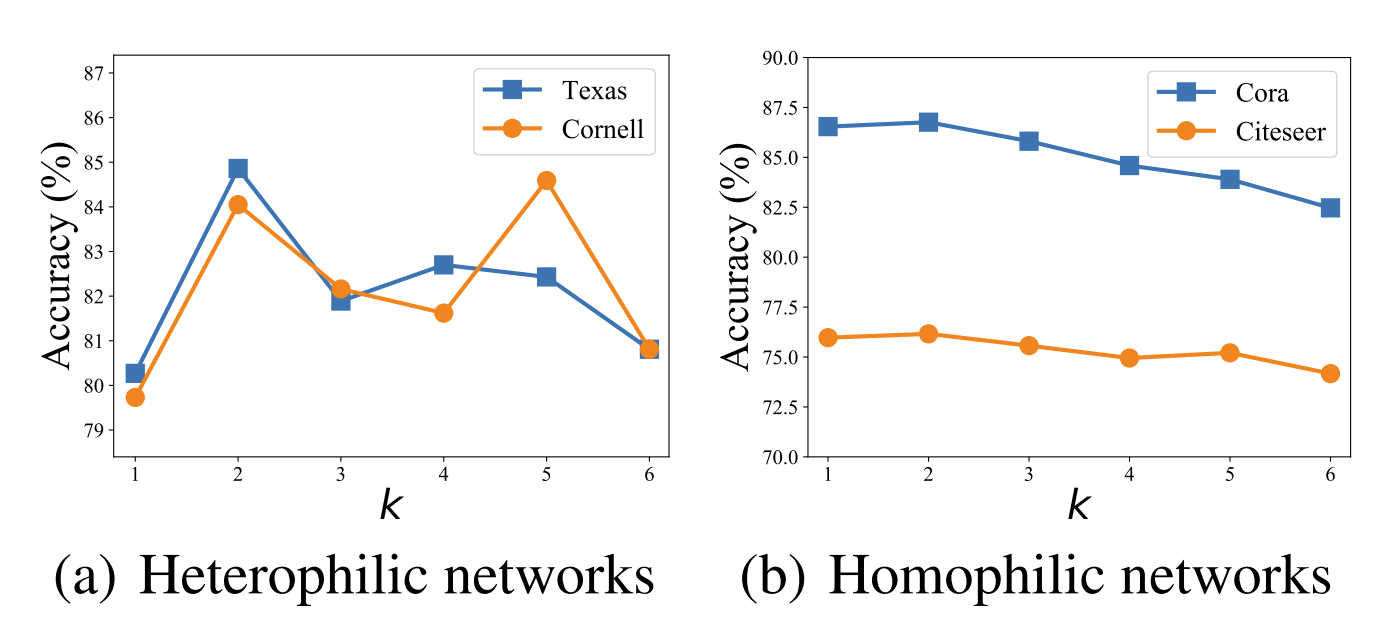 87
86
85
84
83
82
81
80
79
Accuracy (%)
Texas
Cornell
1 2 3 4 5 6
k
(a) Heterophilic networks
90.0
87.5
85.0
82.5
80.0
77.5
75.0
72.5
70.0
Accuracy (%)
Cora
Citeseer
1 2 3 4 5 6
k
(b) Homophilic networks